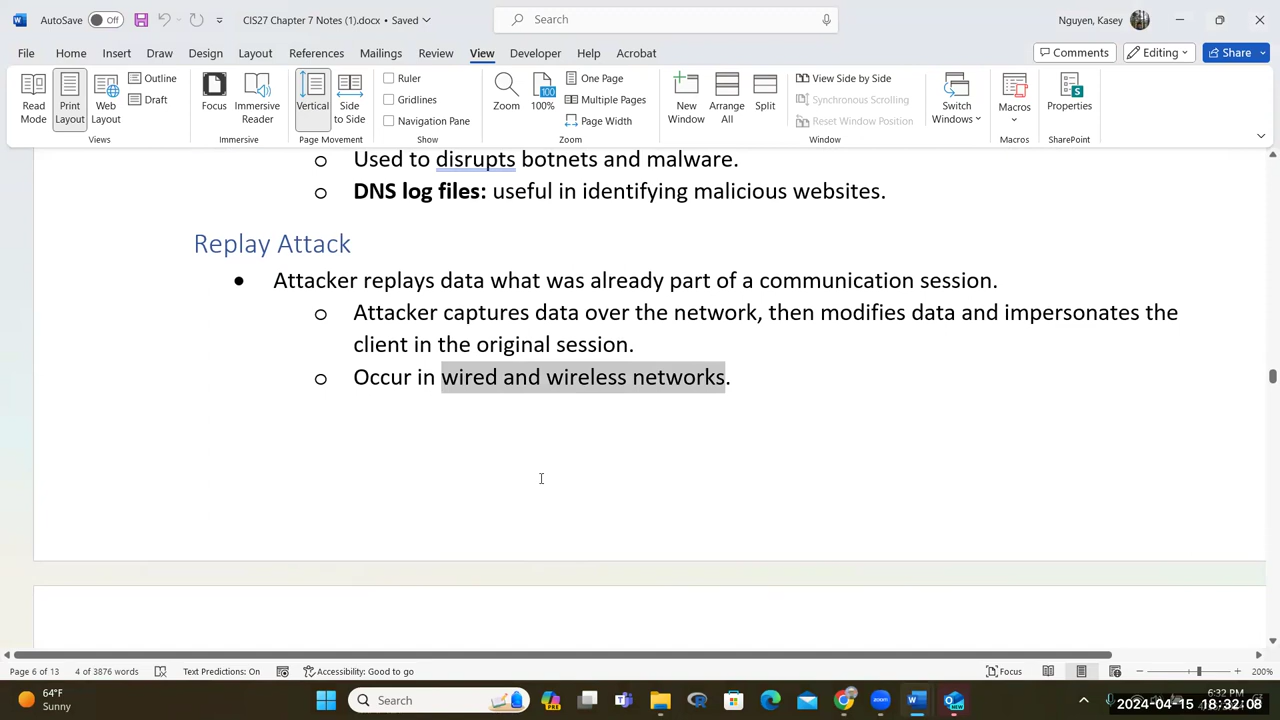 AutoSave Off CIS27 Chapter 7 Notes (1).docx • Saved Search Nguyen, Kasey
File Home Insert Draw Design Layout References Mailings Review View Developer Help Acrobat Comments Editing Share
Read Mode Print Layout Web Layout Outline Draft
Focus Immersive Reader
Vertical Side to Side
Ruler Gridlines Navigation Pane
Zoom 100 100% One Page Multiple Pages Page Width
New Window Arrange All Split View Side by Side Synchronous Scrolling Reset Window Position Switch Windows
Macros Properties
Views Immersive Page Movement Show Zoom Window Macros SharePoint
o Used to disrupts botnets and malware.
o DNS log files: useful in identifying malicious websites.
Replay Attack
• Attacker replays data what was already part of a communication session.
o Attacker captures data over the network, then modifies data and impersonates the
client in the original session.
o Occur in wired and wireless networks.
Page 6 of 13 4 of 3876 words Text Predictions: On Accessibility: Good to go Focus 200%
64°F
Sunny
Search
6:32 PM
2024-04-15 18:32:08